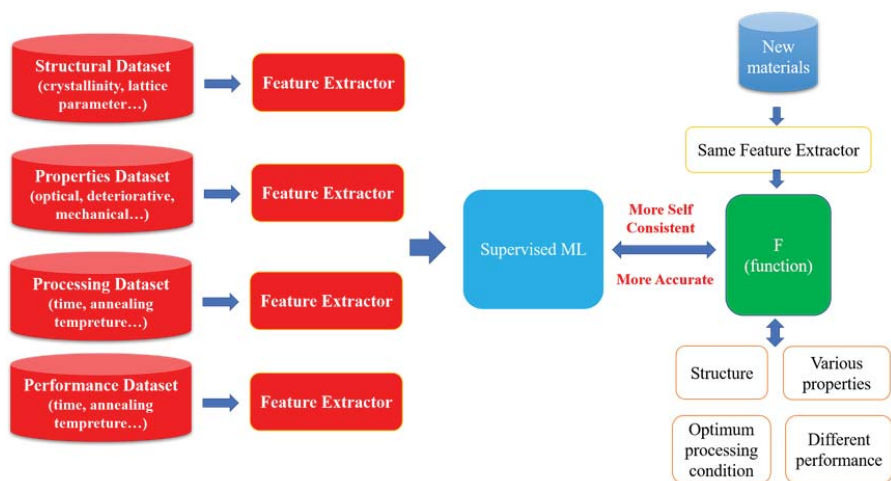 Structural Dataset
(crystallinity, lattice
parameter…)
Feature Extractor
Properties Dataset
(optical, deteriorative,
mechanical…)
Feature Extractor
Processing Dataset
(time, annealing
tempreture…)
Feature Extractor
Performance Dataset
(time, annealing
tempreture…)
Feature Extractor
Supervised ML
More Self
Consistent
More Accurate
New
materials
Same Feature Extractor
F
(function)
Structure
Various
properties
Optimum
processing
condition
Different
performance